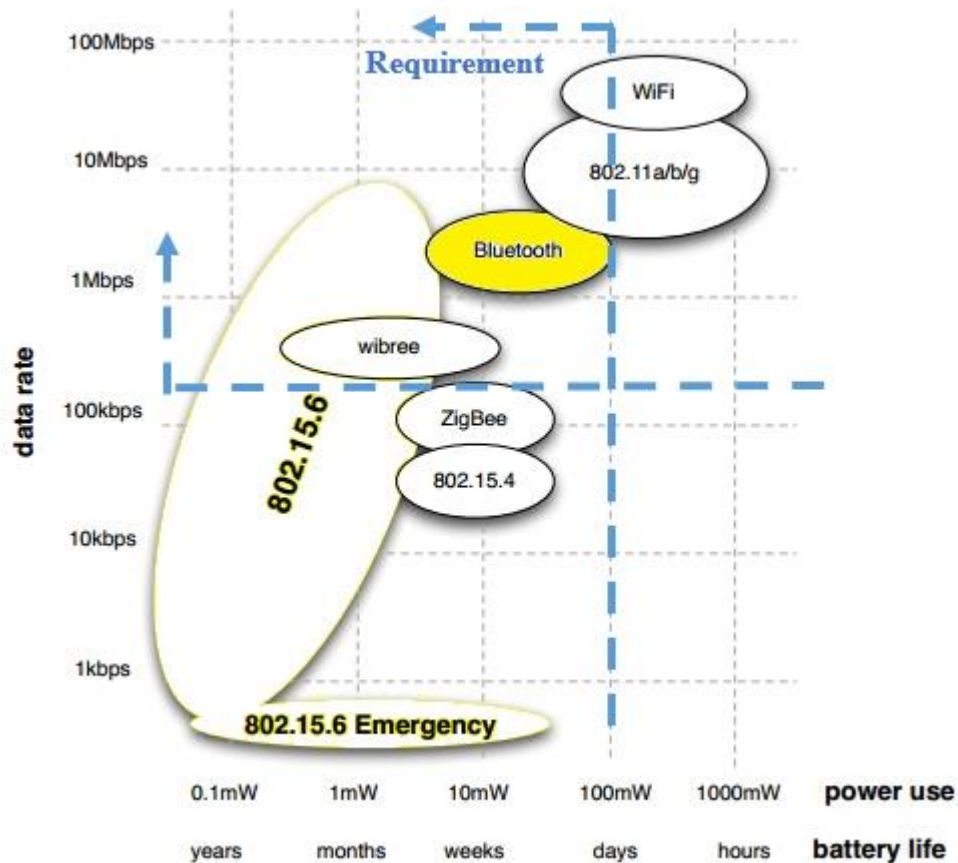 100Mbps
Requirement
WiFi
10Mbps
802.11a/b/g
Bluetooth
1Mbps
wibree
data rate
100kbps
ZigBee
802.15.6
802.15.4
10kbps
1kbps
802.15.6 Emergency
0.1mW 1mW 10mW 100mW 1000mW power use
years months weeks days hours battery life